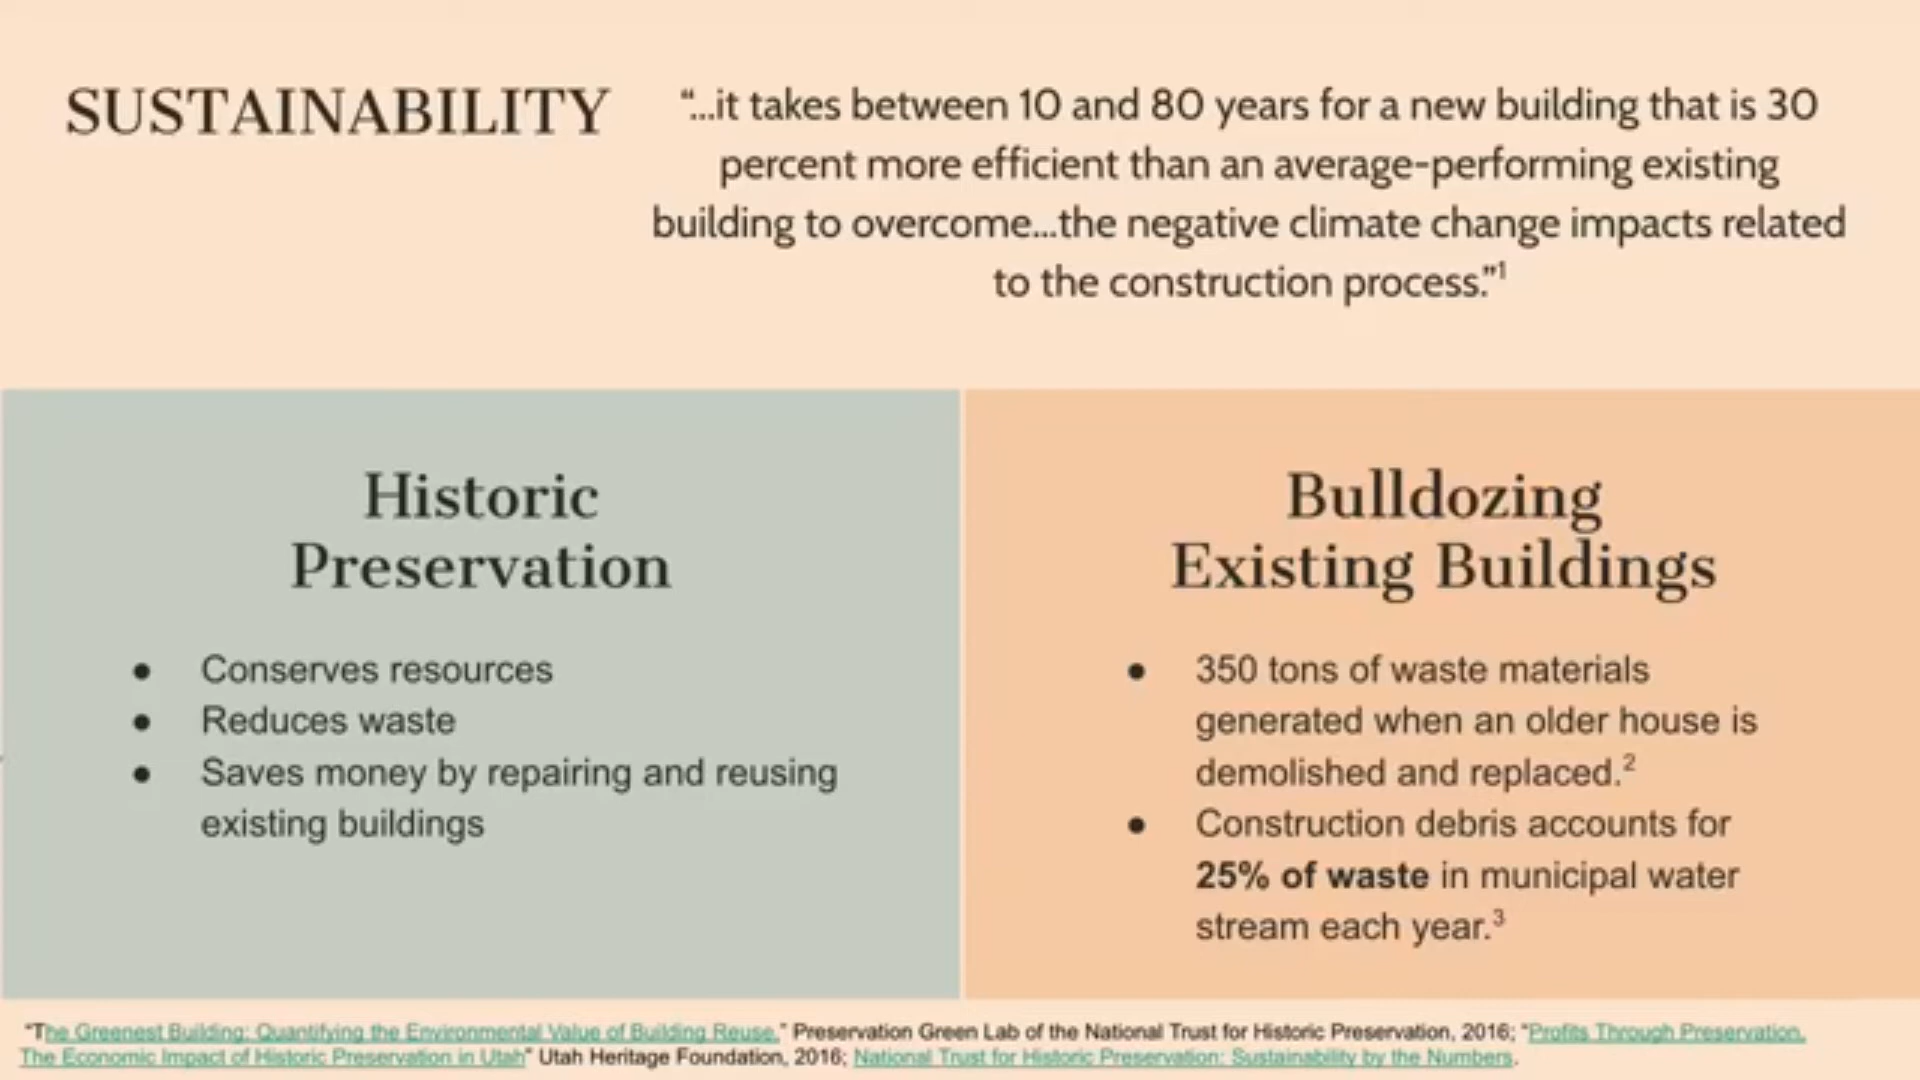 SUSTAINABILITY
“...it takes between 10 and 80 years for a new building that is 30
percent more efficient than an average-performing existing
building to overcome...the negative climate change impacts related
to the construction process.”¹
Historic
Preservation
● Conserves resources
● Reduces waste
● Saves money by repairing and reusing
existing buildings
Bulldozing
Existing Buildings
● 350 tons of waste materials
generated when an older house is
demolished and replaced.²
● Construction debris accounts for
25% of waste in municipal water
stream each year.³
“The Greenest Building: Quantifying the Environmental Value of Building Reuse,” Preservation Green Lab of the National Trust for Historic Preservation, 2016; “Profits Through Preservation,
The Economic Impact of Historic Preservation in Utah” Utah Heritage Foundation, 2016; National Trust for Historic Preservation: Sustainability by the Numbers.